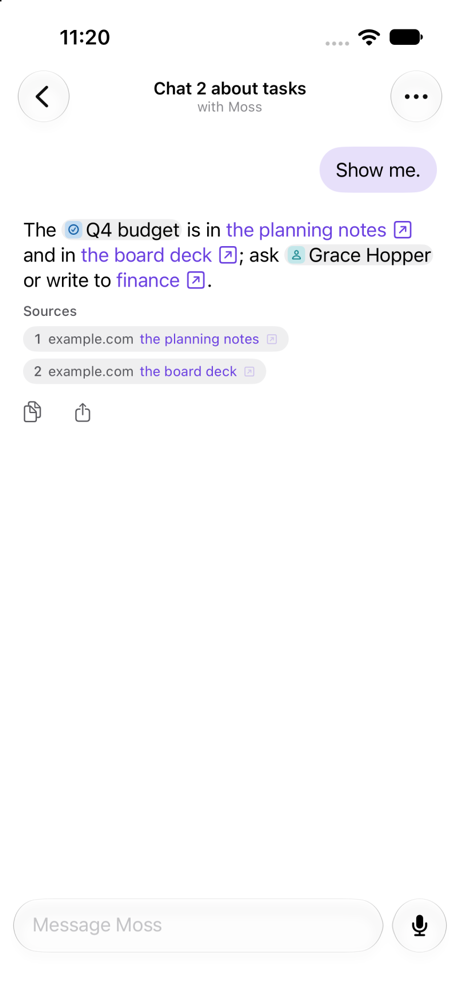 11:20
Chat 2 about tasks
with Moss
Show me.
The Q4 budget is in the planning notes
and in the board deck; ask Grace Hopper
or write to finance.
Sources
1 example.com the planning notes
2 example.com the board deck
Message Moss